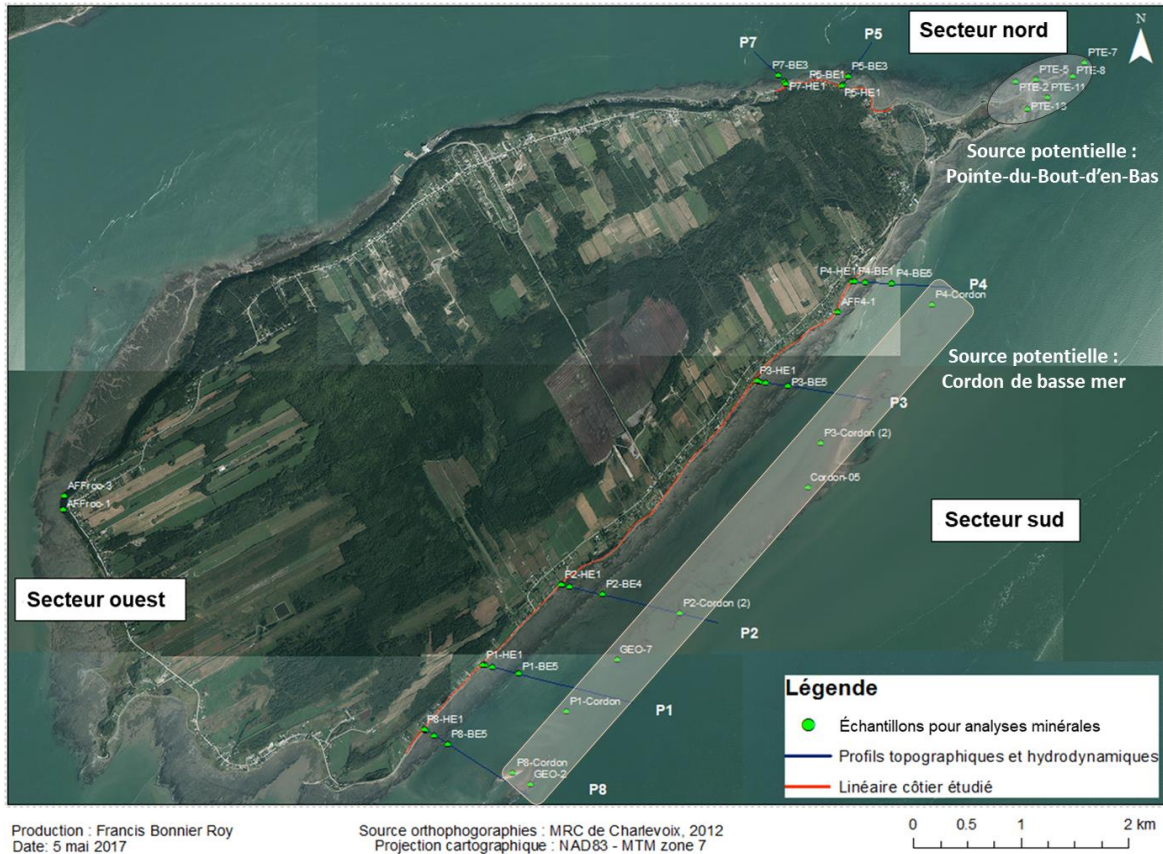 Secteur nord
N
P7
P5
PTE-7
P7-BE3
P5-BE1
P5-BE3
PTE-5
PTE-8
P7-HE1
P5-HE1
PTE-2
PTE-11
PTE-13
Source potentielle :
Pointe-du-Bout-d'en-Bas
P4-HE1
P4-BE1
P4-BE5
P4
P4-Cordon
AFF4-1
Source potentielle :
Cordon de basse mer
P3-HE1
P3-BE5
P3
P3-Cordon (2)
Cordon-05
AFFroc-3
AFFroc-1
Secteur sud
Secteur ouest
P2-HE1
P2-BE4
P2-Cordon (2)
P2
GEO-7
P1-HE1
P1-BE5
P1-Cordon
P1
P8-HE1
P8-BE5
P8-Cordon
GEO-2
P8
Légende
Échantillons pour analyses minérales
Profils topographiques et hydrodynamiques
Linéaire côtier étudié
Production : Francis Bonnier Roy
Date: 5 mai 2017
Source orthophogoraphies : MRC de Charlevoix, 2012
Projection cartographique : NAD83 - MTM zone 7
0 0.5 1 2 km